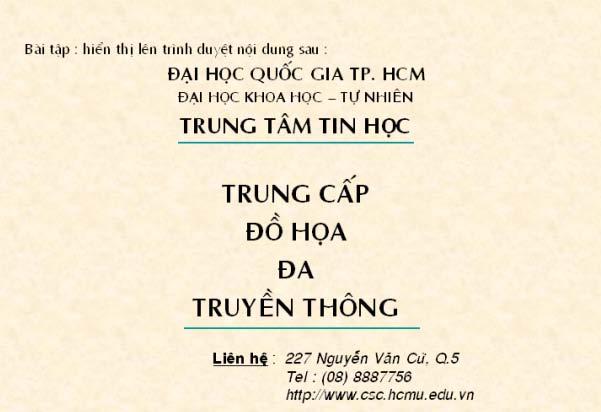 Bài tập : hiển thị lên trình duyệt nội dung sau :
ĐẠI HỌC QUỐC GIA TP. HCM
ĐẠI HỌC KHOA HỌC – TỰ NHIÊN
TRUNG TÂM TIN HỌC
TRUNG CẤP
ĐỒ HỌA
ĐA
TRUYỀN THÔNG
Liên hệ : 227 Nguyễn Văn Cừ, Q.5
Tel : (08) 8887756
http://www.csc.hcmu.edu.vn